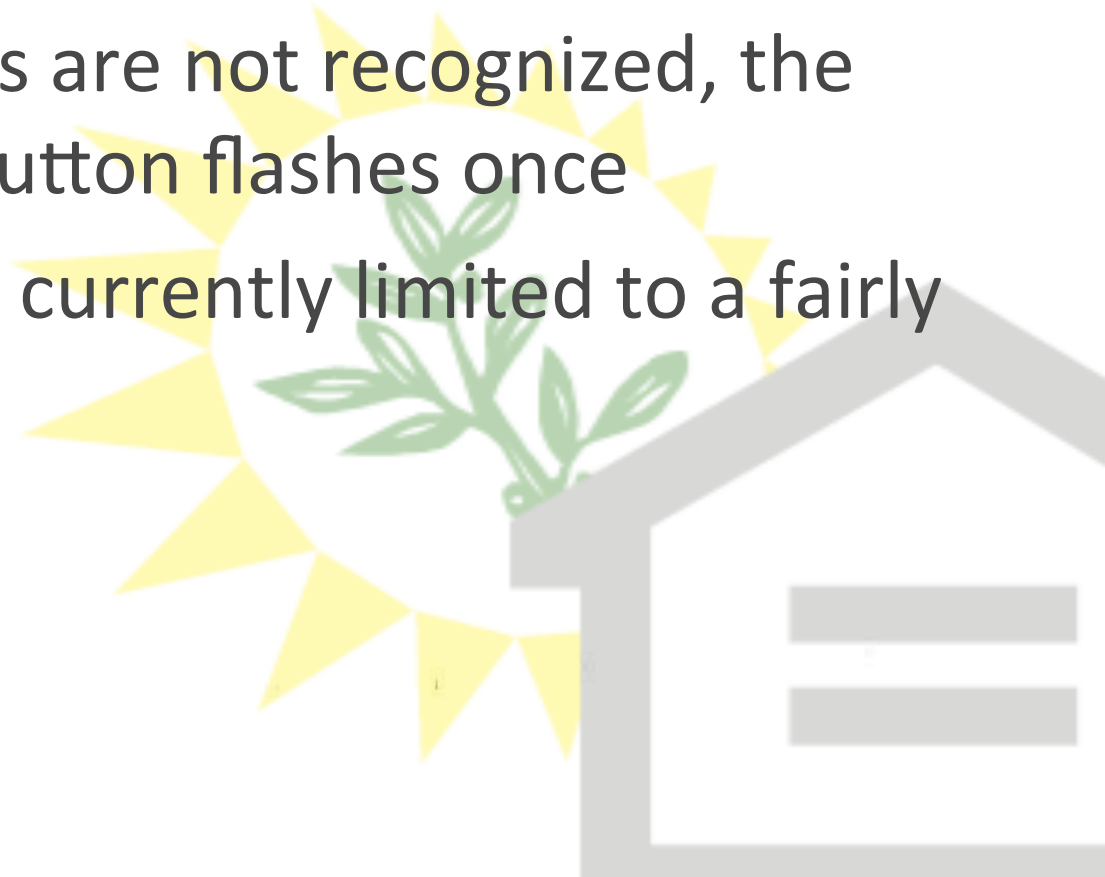 s are not recognized, the
utton flashes once
currently limited to a fairly